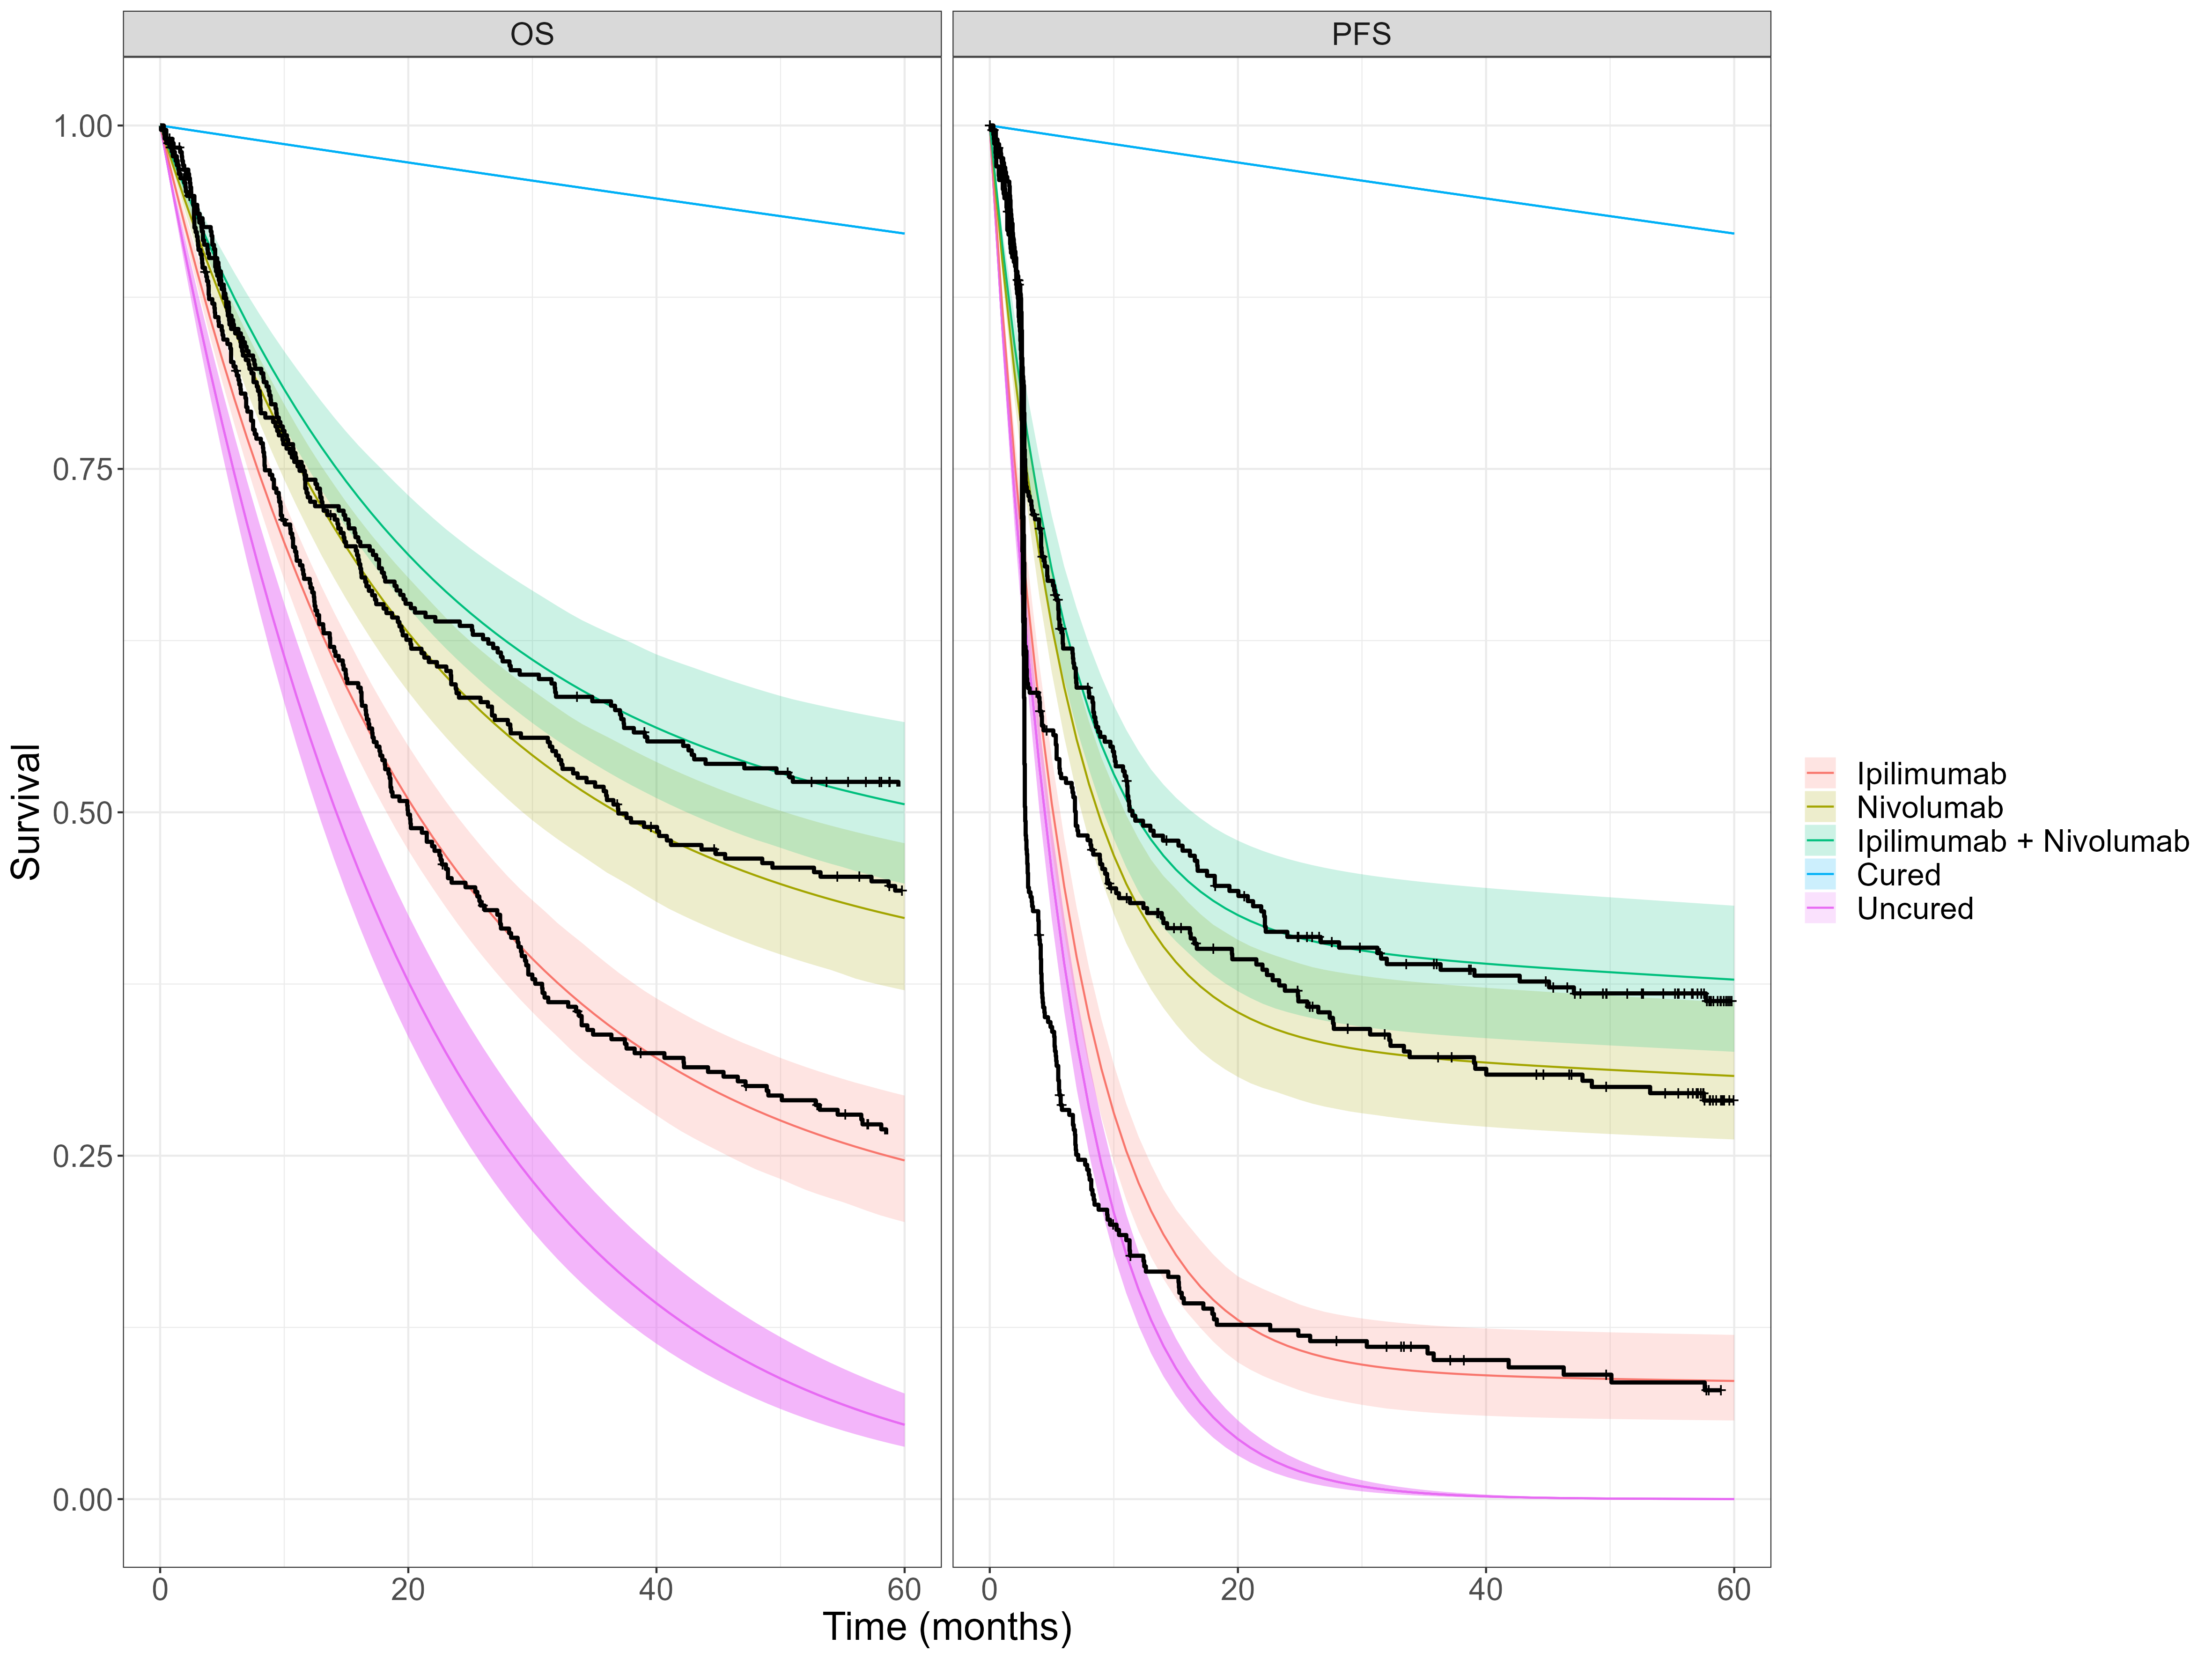 OS
PFS
Survival
1.00
0.75
0.50
0.25
0.00
0
20
40
60
0
20
40
60
Time (months)
Ipilimumab
Nivolumab
Ipilimumab + Nivolumab
Cured
Uncured